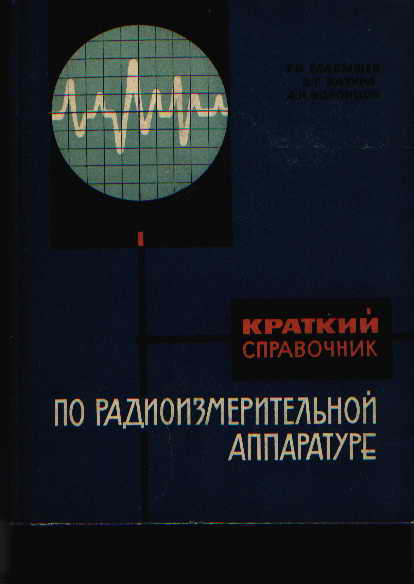 КРАТКИЙ
СПРАВОЧНИК
ПО РАДИОИЗМЕРИТЕЛЬНОЙ
АППАРАТУРЕ